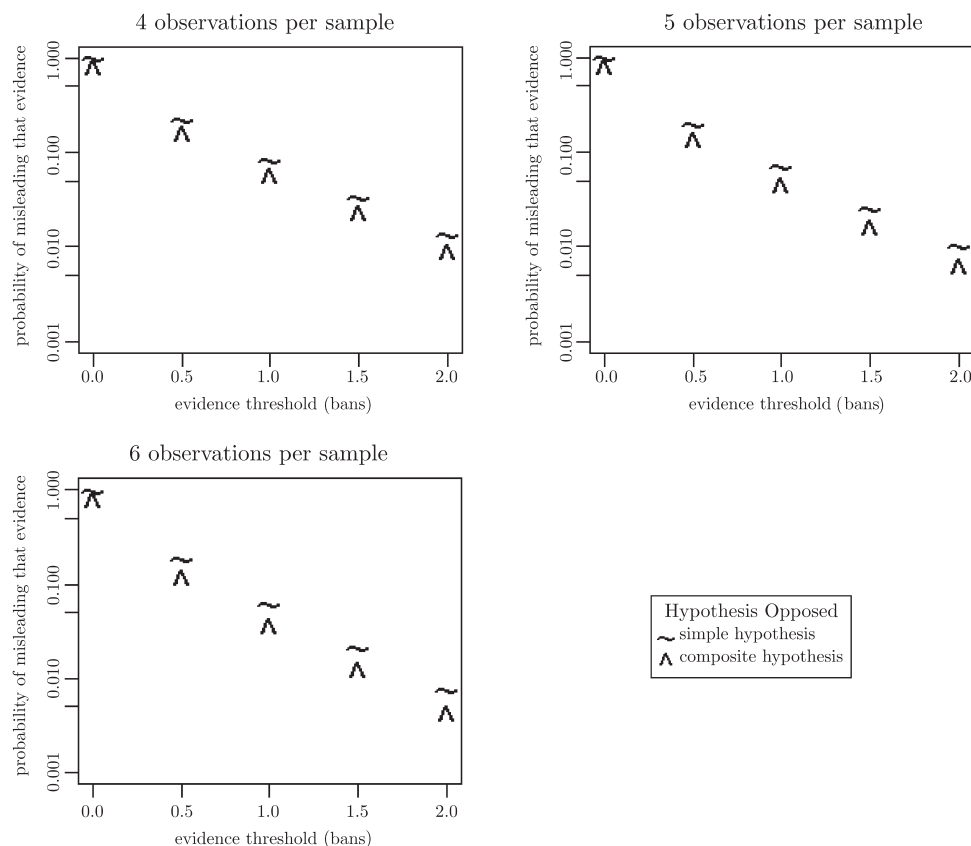 4 observations per sample
probability of misleading that evidence
1.000
0.100
0.010
0.001
0.0 0.5 1.0 1.5 2.0
evidence threshold (bans)
5 observations per sample
probability of misleading that evidence
1.000
0.100
0.010
0.001
0.0 0.5 1.0 1.5 2.0
evidence threshold (bans)
6 observations per sample
probability of misleading that evidence
1.000
0.100
0.010
0.001
0.0 0.5 1.0 1.5 2.0
evidence threshold (bans)
Hypothesis Opposed
simple hypothesis
composite hypothesis